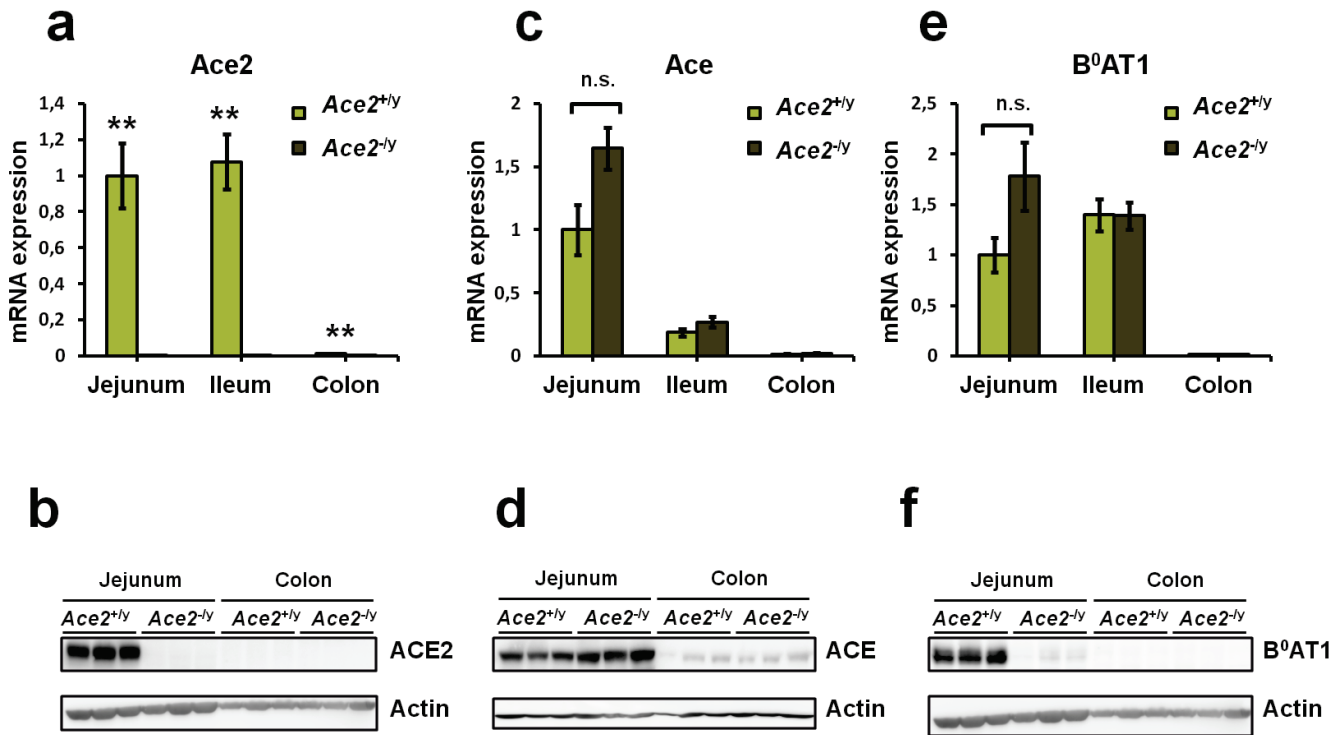 a
Ace2
mRNA expression
1,4
1,2
1
0,8
0,6
0,4
0,2
0
** ** **
Ace2+/y
Ace2-/y
Jejunum Ileum Colon
c
Ace
mRNA expression
2
1,5
1
0,5
0
n.s.
Ace2+/y
Ace2-/y
Jejunum Ileum Colon
e
B⁰AT1
mRNA expression
2,5
2
1,5
1
0,5
0
n.s.
Ace2+/y
Ace2-/y
Jejunum Ileum Colon
b
Jejunum Colon
Ace2+/y Ace2-/y Ace2+/y Ace2-/y
ACE2
Actin
d
Jejunum Colon
Ace2+/y Ace2-/y Ace2+/y Ace2-/y
ACE
Actin
f
Jejunum Colon
Ace2+/y Ace2-/y Ace2+/y Ace2-/y
B⁰AT1
Actin